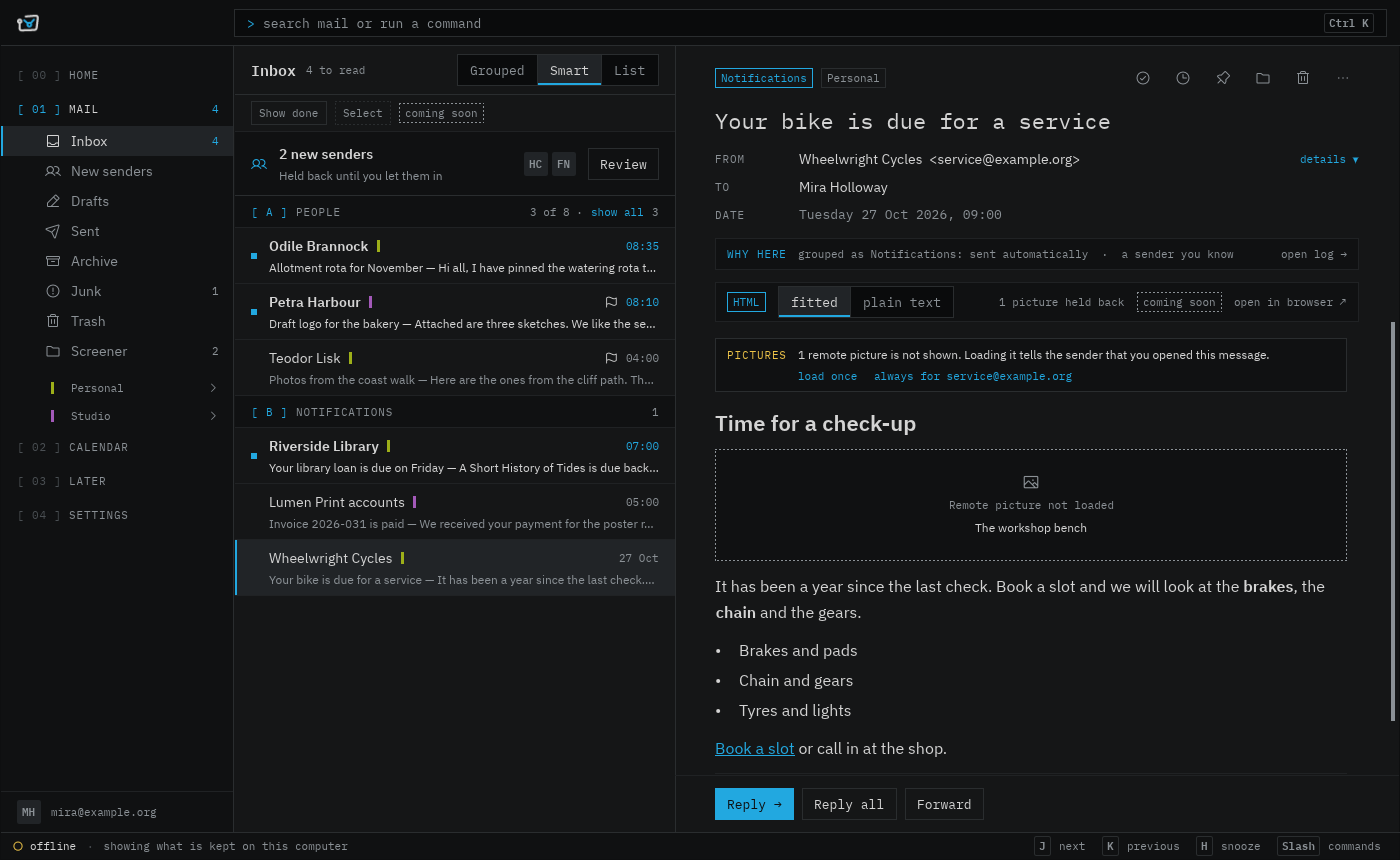 > search mail or run a command
Ctrl K
[ 00 ] HOME
[ 01 ] MAIL 4
Inbox 4
New senders
Drafts
Sent
Archive
Junk 1
Trash
Screener 2
Personal
Studio
[ 02 ] CALENDAR
[ 03 ] LATER
[ 04 ] SETTINGS
MH mira@example.org
Inbox 4 to read
Grouped Smart List
Show done Select coming soon
2 new senders
Held back until you let them in
HC FN Review
[ A ] PEOPLE 3 of 8 · show all 3
Odile Brannock 08:35
Allotment rota for November — Hi all, I have pinned the watering rota t…
Petra Harbour 08:10
Draft logo for the bakery — Attached are three sketches. We like the se…
Teodor Lisk 04:00
Photos from the coast walk — Here are the ones from the cliff path. Th…
[ B ] NOTIFICATIONS 1
Riverside Library 07:00
Your library loan is due on Friday — A Short History of Tides is due back…
Lumen Print accounts 05:00
Invoice 2026-031 is paid — We received your payment for the poster r…
Wheelwright Cycles 27 Oct
Your bike is due for a service — It has been a year since the last check.…
Notifications Personal
Your bike is due for a service
FROM Wheelwright Cycles <service@example.org> details ▾
TO Mira Holloway
DATE Tuesday 27 Oct 2026, 09:00
WHY HERE grouped as Notifications: sent automatically · a sender you know open log →
HTML fitted plain text 1 picture held back coming soon open in browser ↗
PICTURES 1 remote picture is not shown. Loading it tells the sender that you opened this message.
load once always for service@example.org
Time for a check-up
Remote picture not loaded
The workshop bench
It has been a year since the last check. Book a slot and we will look at the brakes, the
chain and the gears.
• Brakes and pads
• Chain and gears
• Tyres and lights
Book a slot or call in at the shop.
Reply → Reply all Forward
offline · showing what is kept on this computer
J next K previous H snooze Slash commands